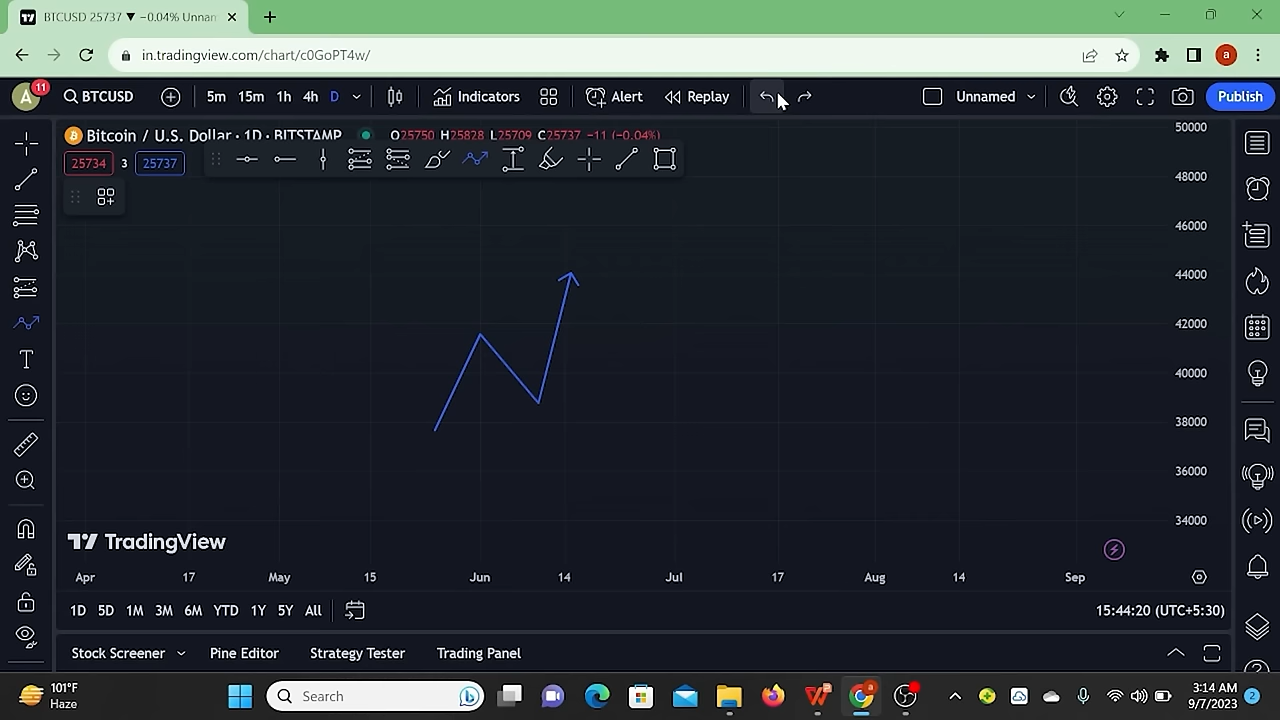 BTCUSD 25737 ▼ −0.04% Unnam
in.tradingview.com/chart/c0GoPT4w/
a
A 11 BTCUSD 5m 15m 1h 4h D Indicators Alert Replay Unnamed Publish
Bitcoin / U.S. Dollar · 1D · BITSTAMP O25750 H25828 L25709 C25737 −11 (−0.04%)
25734 3 25737
50000
48000
46000
44000
42000
40000
38000
36000
34000
TradingView
Apr 17 May 15 Jun 14 Jul 17 Aug 14 Sep
1D 5D 1M 3M 6M YTD 1Y 5Y All 15:44:20 (UTC+5:30)
Stock Screener Pine Editor Strategy Tester Trading Panel
101°F
Haze
Search
3:14 AM
9/7/2023
2